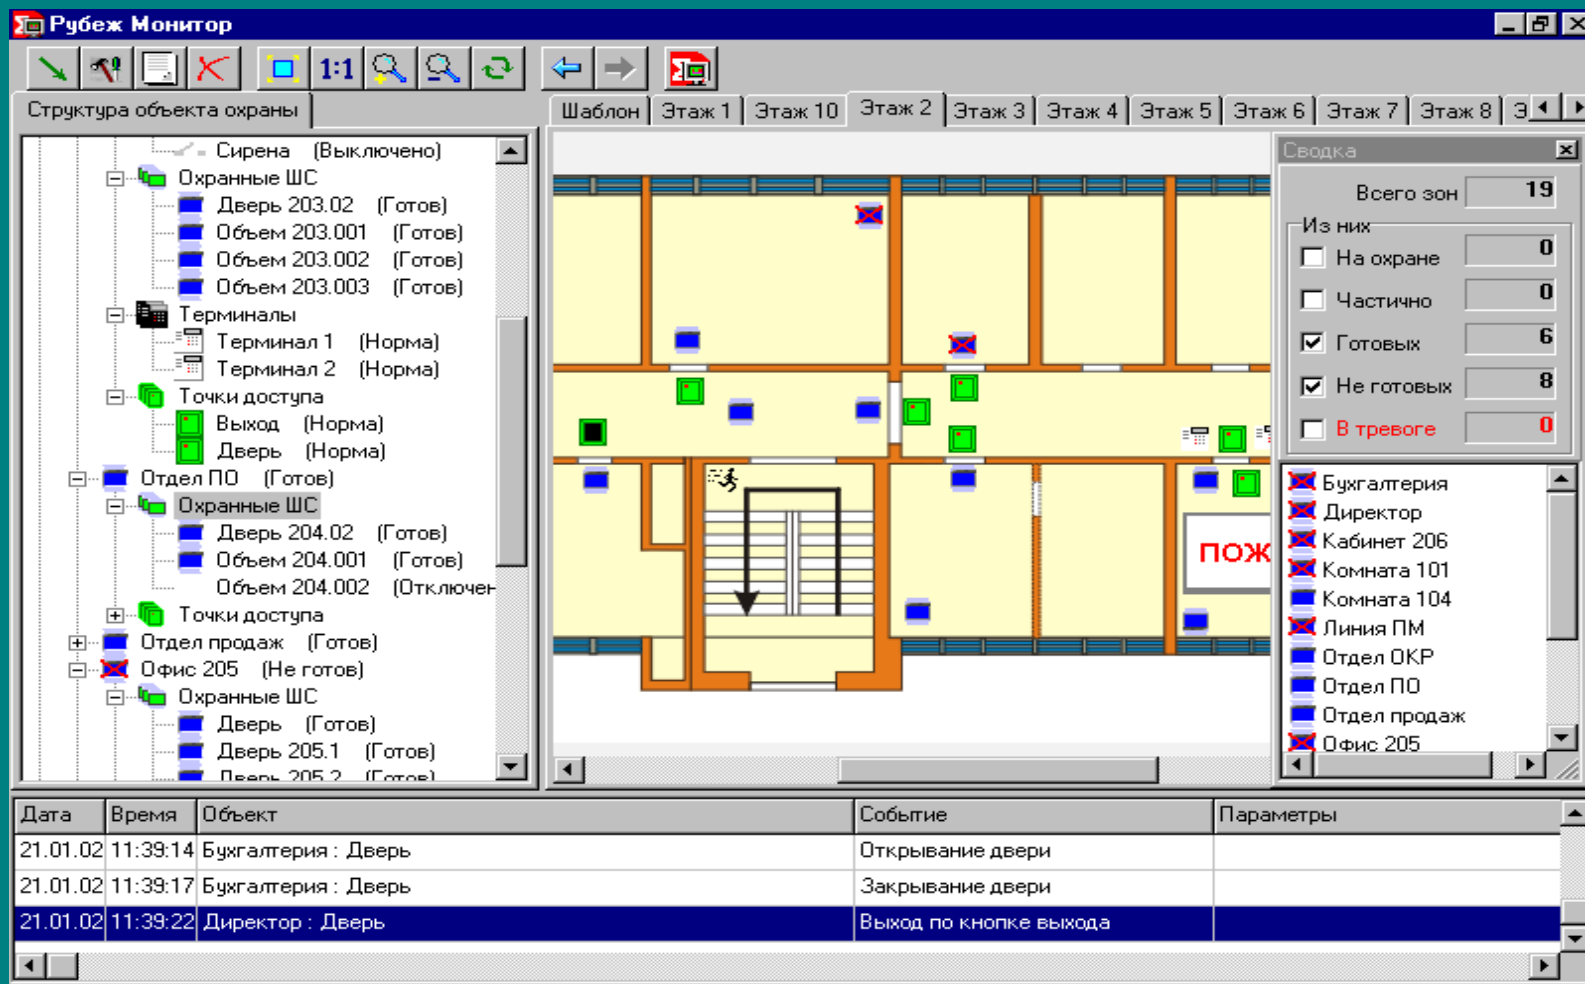 Рубеж Монитор
1:1
Структура объекта охраны
Шаблон Этаж 1 Этаж 10 Этаж 2 Этаж 3 Этаж 4 Этаж 5 Этаж 6 Этаж 7 Этаж 8 Э
Сирена (Выключено)
Охранные ШС
Дверь 203.02 (Готов)
Объем 203.001 (Готов)
Объем 203.002 (Готов)
Объем 203.003 (Готов)
Терминалы
Терминал 1 (Норма)
Терминал 2 (Норма)
Точки доступа
Выход (Норма)
Дверь (Норма)
Отдел ПО (Готов)
Охранные ШС
Дверь 204.02 (Готов)
Объем 204.001 (Готов)
Объем 204.002 (Отключен
Точки доступа
Отдел продаж (Готов)
Офис 205 (Не готов)
Охранные ШС
Дверь (Готов)
Дверь 205.1 (Готов)
Дверь 205.2 (Готов)
ПОЖ
Сводка
Всего зон 19
Из них
На охране 0
Частично 0
Готовых 6
Не готовых 8
В тревоге 0
Бухгалтерия
Директор
Кабинет 206
Комната 101
Комната 104
Линия ПМ
Отдел ОКР
Отдел ПО
Отдел продаж
Офис 205
Дата Время Объект Событие Параметры
21.01.02 11:39:14 Бухгалтерия : Дверь Открывание двери
21.01.02 11:39:17 Бухгалтерия : Дверь Закрывание двери
21.01.02 11:39:22 Директор : Дверь Выход по кнопке выхода